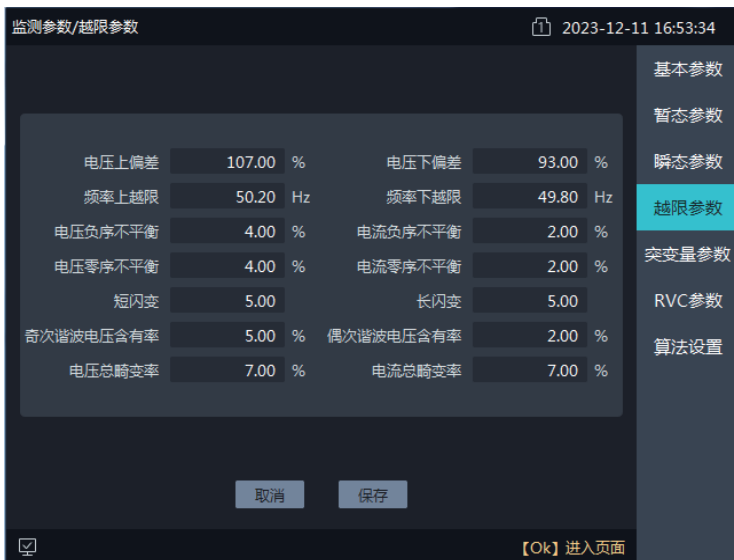 监测参数/越限参数 1 2023-12-11 16:53:34
基本参数
暂态参数
瞬态参数
越限参数
突变量参数
RVC参数
算法设置
电压上偏差 107.00 % 电压下偏差 93.00 %
频率上越限 50.20 Hz 频率下越限 49.80 Hz
电压负序不平衡 4.00 % 电流负序不平衡 2.00 %
电压零序不平衡 4.00 % 电流零序不平衡 2.00 %
短闪变 5.00 长闪变 5.00
奇次谐波电压含有率 5.00 % 偶次谐波电压含有率 2.00 %
电压总畸变率 7.00 % 电流总畸变率 7.00 %
取消 保存
【Ok】进入页面